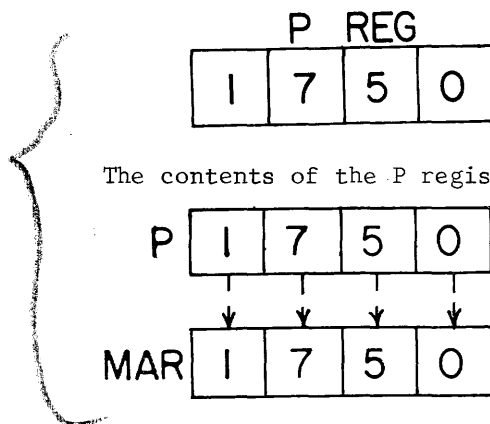 P REG
1 7 5 0
The contents of the P regis
P 1 7 5 0
MAR 1 7 5 0